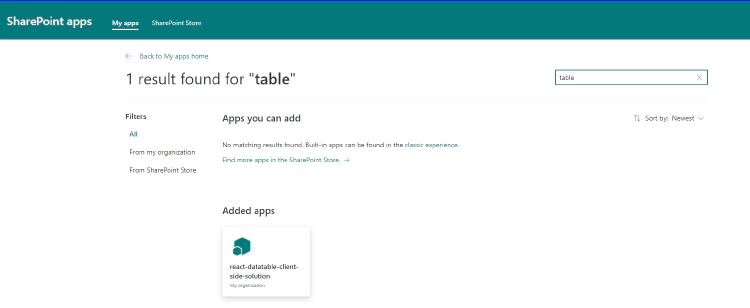 SharePoint apps My apps SharePoint Store
Back to My apps home
1 result found for "table"
table
Filters
All
From my organization
From SharePoint Store
Apps you can add
Sort by: Newest
No matching results found. Built-in apps can be found in the classic experience.
Find more apps in the SharePoint Store.
Added apps
react-datatable-client-
side-solution
My organization